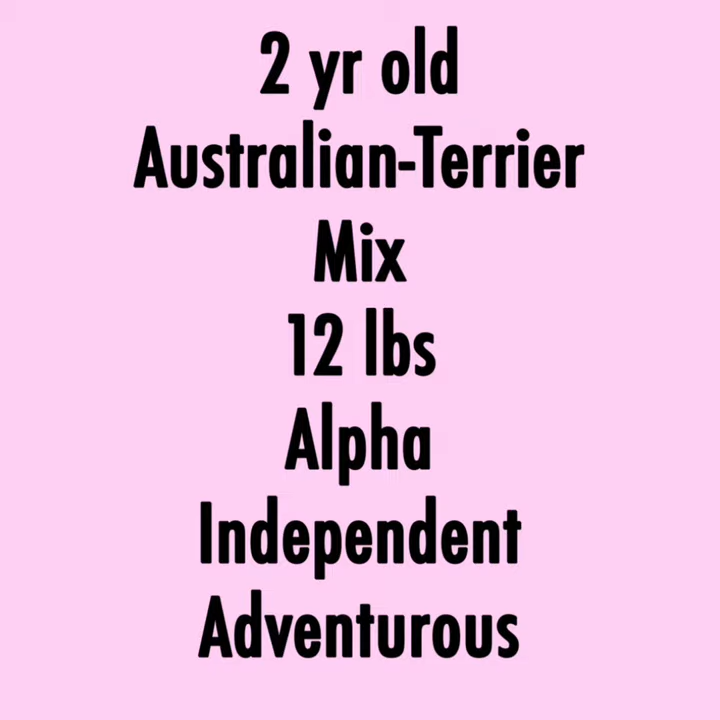 2 yr old
Australian-Terrier
Mix
12 lbs
Alpha
Independent
Adventurous